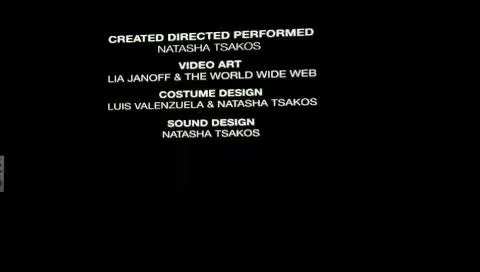 CREATED DIRECTED PERFORMED
NATASHA TSAKOS
VIDEO ART
LIA JANOFF & THE WORLD WIDE WEB
COSTUME DESIGN
LUIS VALENZUELA & NATASHA TSAKOS
SOUND DESIGN
NATASHA TSAKOS